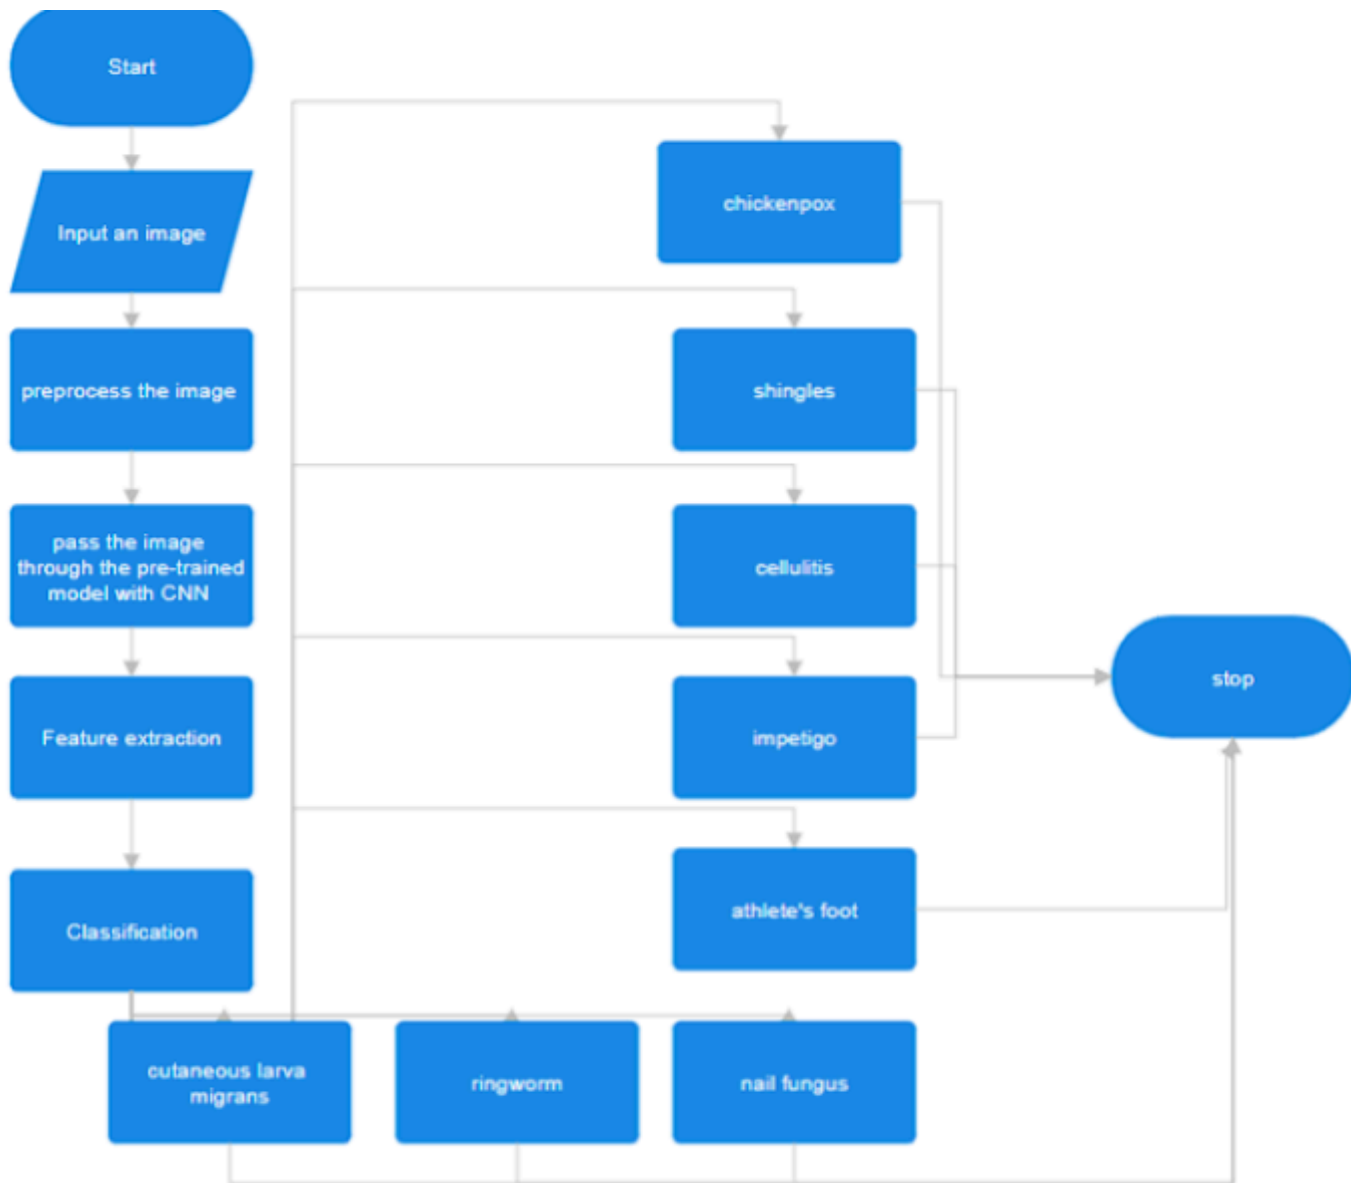 Start
Input an image
preprocess the image
pass the image
through the pre-trained
model with CNN
Feature extraction
Classification
chickenpox
shingles
cellulitis
impetigo
athlete's foot
cutaneous larva
migrans
ringworm
nail fungus
stop